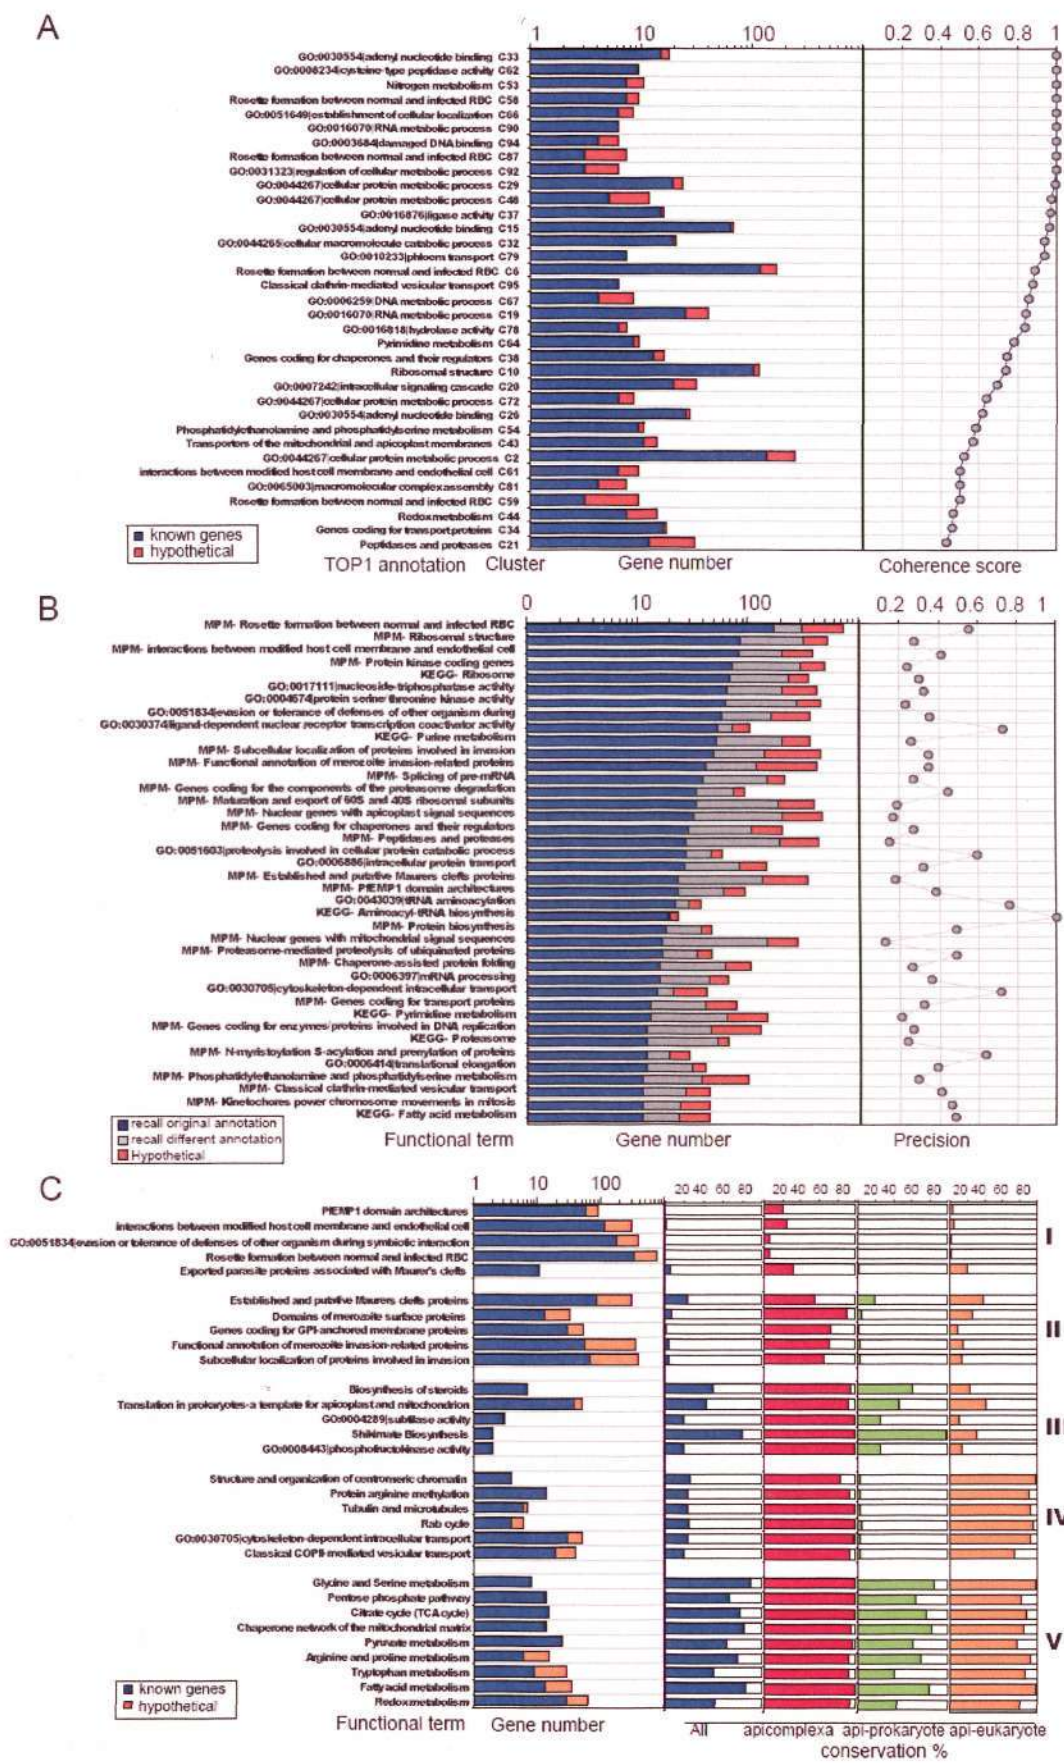 A
1 10 100 0.2 0.4 0.6 0.8 1
GO:0030554|adenyl nucleotide binding C33
GO:0008234|cysteine-type peptidase activity C62
Nitrogen metabolism C53
Rosette formation between normal and infected RBC C58
GO:0051649|establishment of cellular localization C66
GO:0016070|RNA metabolic process C90
GO:0003684|damaged DNA binding C94
Rosette formation between normal and infected RBC C87
GO:0031323|regulation of cellular metabolic process C92
GO:0044267|cellular protein metabolic process C29
GO:0044267|cellular protein metabolic process C48
GO:0016876|ligase activity C37
GO:0030554|adenyl nucleotide binding C15
GO:0044265|cellular macromolecule catabolic process C32
GO:0010233|phloem transport C79
Rosette formation between normal and infected RBC C6
Classical clathrin-mediated vesicular transport C95
GO:0006259|DNA metabolic process C67
GO:0016070|RNA metabolic process C19
GO:0016818|hydrolase activity C78
Pyrimidine metabolism C64
Genes coding for chaperones and their regulators C38
Ribosomal structure C10
GO:0007242|intracellular signaling cascade C20
GO:0044267|cellular protein metabolic process C72
GO:0030554|adenyl nucleotide binding C26
Phosphatidylethanolamine and phosphatidylserine metabolism C54
Transporters of the mitochondrial and apicoplast membranes C43
GO:0044267|cellular protein metabolic process C2
interactions between modified host cell membrane and endothelial cell C61
GO:0065003|macromolecular complex assembly C81
Rosette formation between normal and infected RBC C59
Redox metabolism C44
Genes coding for transport proteins C34
Peptidases and proteases C21
known genes
hypothetical
TOP1 annotation Cluster Gene number Coherence score
B
0 10 100 0.2 0.4 0.6 0.8 1
MPM- Rosette formation between normal and infected RBC
MPM- Ribosomal structure
MPM- interactions between modified host cell membrane and endothelial cell
MPM- Protein kinase coding genes
KEGG- Ribosome
GO:0017111|nucleoside-triphosphatase activity
GO:0004674|protein serine threonine kinase activity
GO:0051834|evasion or tolerance of defenses of other organism during
GO:0030374|ligand-dependent nuclear receptor transcription coactivator activity
KEGG- Purine metabolism
MPM- Subcellular localization of proteins involved in invasion
MPM- Functional annotation of merozoite invasion-related proteins
MPM- Splicing of pre-mRNA
MPM- Genes coding for the components of the proteasome degradation
MPM- Maturation and export of 60S and 40S ribosomal subunits
MPM- Nuclear genes with apicoplast signal sequences
MPM- Genes coding for chaperones and their regulators
MPM- Peptidases and proteases
GO:0051603|proteolysis involved in cellular protein catabolic process
GO:0006886|intracellular protein transport
MPM- Established and putative Maurers clefts proteins
MPM- PfEMP1 domain architectures
GO:0043039|tRNA aminoacylation
KEGG- Aminoacyl-tRNA biosynthesis
MPM- Protein biosynthesis
MPM- Nuclear genes with mitochondrial signal sequences
MPM- Proteasome-mediated proteolysis of ubiquinated proteins
MPM- Chaperone-assisted protein folding
GO:0006397|mRNA processing
GO:0030705|cytoskeleton-dependent intracellular transport
MPM- Genes coding for transport proteins
KEGG- Pyrimidine metabolism
MPM- Genes coding for enzymes/proteins involved in DNA replication
KEGG- Proteasome
MPM- N-myristoylation S-acylation and prenylation of proteins
GO:0006414|translational elongation
MPM- Phosphatidylethanolamine and phosphatidylserine metabolism
MPM- Classical clathrin-mediated vesicular transport
MPM- Kinetochores power chromosome movements in mitosis
KEGG- Fatty acid metabolism
recall original annotation
recall different annotation
Hypothetical
Functional term Gene number Precision
C
1 10 100 20 40 60 80 20 40 60 80 20 40 60 80 20 40 60 80
PfEMP1 domain architectures
interactions between modified host cell membrane and endothelial cell
I
GO:0051834|evasion or tolerance of defenses of other organism during symbiotic interaction
Rosette formation between normal and infected RBC
Exported parasite proteins associated with Maurer's clefts
Established and putative Maurers clefts proteins
Domains of merozoite surface proteins
II
Genes coding for GPI-anchored membrane proteins
Functional annotation of merozoite invasion-related proteins
Subcellular localization of proteins involved in invasion
Biosynthesis of steroids
Translation in prokaryotes-a template for apicoplast and mitochondrion
GO:0004289|subtilase activity
III
Shikimate Biosynthesis
GO:0008443|phosphofructokinase activity
Structure and organization of centromeric chromatin
Protein arginine methylation
Tubulin and microtubules
IV
Rab cycle
GO:0030705|cytoskeleton-dependent intracellular transport
Classical COPII-mediated vesicular transport
Glycine and Serine metabolism
Pentose phosphate pathway
Citrate cycle (TCA cycle)
Chaperone network of the mitochondrial matrix
V
Pyruvate metabolism
Arginine and proline metabolism
Tryptophan metabolism
Fatty acid metabolism
Redox metabolism
known genes
hypothetical
Functional term Gene number All apicomplexa api-prokaryote api-eukaryote
conservation %